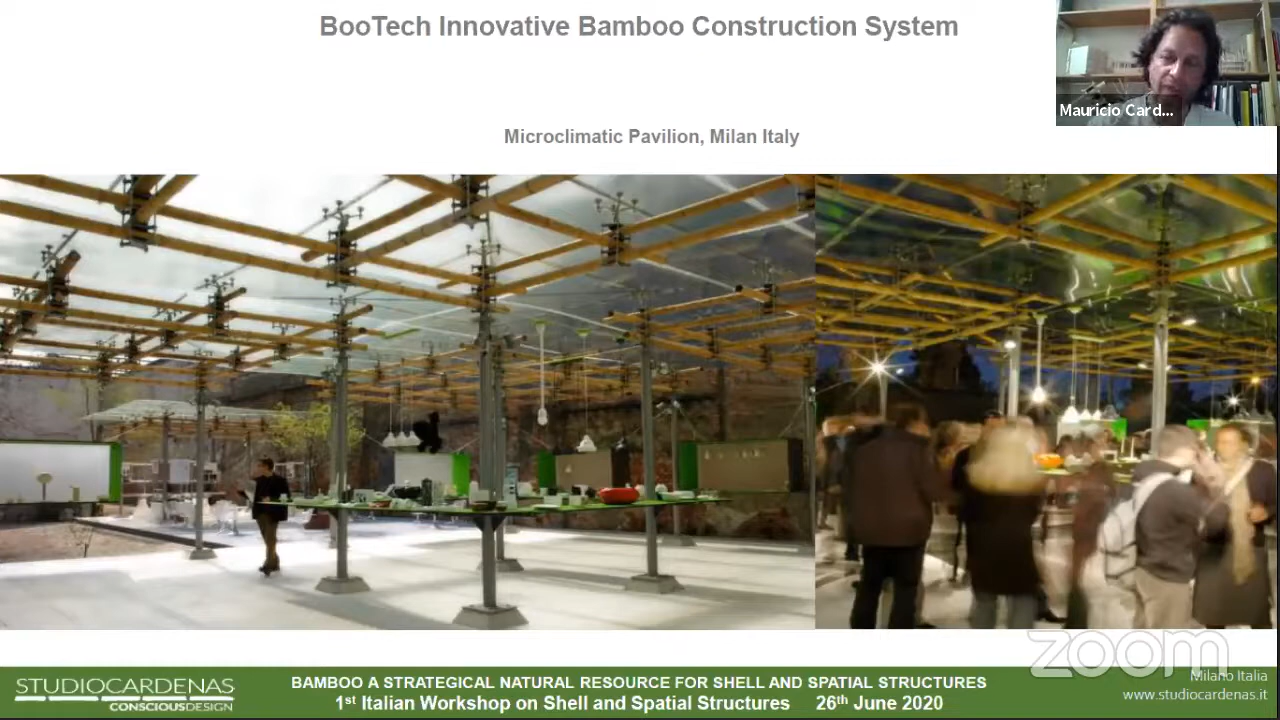 BooTech Innovative Bamboo Construction System
Mauricio Card...
Microclimatic Pavilion, Milan Italy
zoom
STUDIOCARDENAS
CONSCIOUSDESIGN
BAMBOO A STRATEGICAL NATURAL RESOURCE FOR SHELL AND SPATIAL STRUCTURES
1st Italian Workshop on Shell and Spatial Structures 26th June 2020
Milano Italia
www.studiocardenas.it